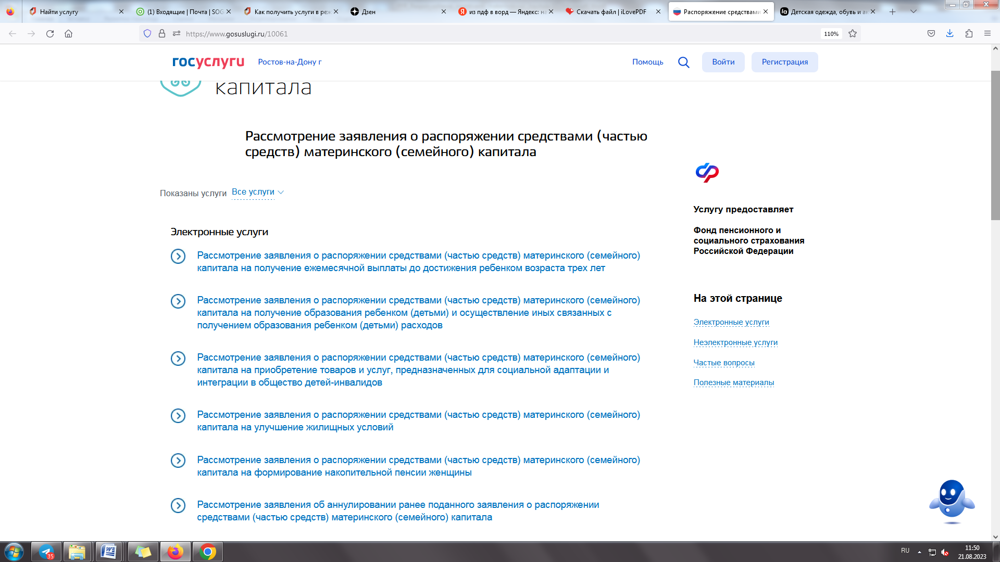 Найти услугу
(1) Входящие | Почта | SOG
Как получить услуги в реж
Дзен
из пдф в ворд — Яндекс: на
Скачать файл | iLovePDF
Распоряжение средствами
Детская одежда, обувь и ак
https://www.gosuslugi.ru/10061
110%
госуслуги
Ростов-на-Дону г
Помощь
Войти
Регистрация
капитала
Рассмотрение заявления о распоряжении средствами (частью
средств) материнского (семейного) капитала
Показаны услуги Все услуги
Электронные услуги
Рассмотрение заявления о распоряжении средствами (частью средств) материнского (семейного)
капитала на получение ежемесячной выплаты до достижения ребенком возраста трех лет
Рассмотрение заявления о распоряжении средствами (частью средств) материнского (семейного)
капитала на получение образования ребенком (детьми) и осуществление иных связанных с
получением образования ребенком (детьми) расходов
Рассмотрение заявления о распоряжении средствами (частью средств) материнского (семейного)
капитала на приобретение товаров и услуг, предназначенных для социальной адаптации и
интеграции в общество детей-инвалидов
Рассмотрение заявления о распоряжении средствами (частью средств) материнского (семейного)
капитала на улучшение жилищных условий
Рассмотрение заявления о распоряжении средствами (частью средств) материнского (семейного)
капитала на формирование накопительной пенсии женщины
Рассмотрение заявления об аннулировании ранее поданного заявления о распоряжении
средствами (частью средств) материнского (семейного) капитала
Услугу предоставляет
Фонд пенсионного и
социального страхования
Российской Федерации
На этой странице
Электронные услуги
Неэлектронные услуги
Частые вопросы
Полезные материалы
35
RU
11:50
21.08.2023